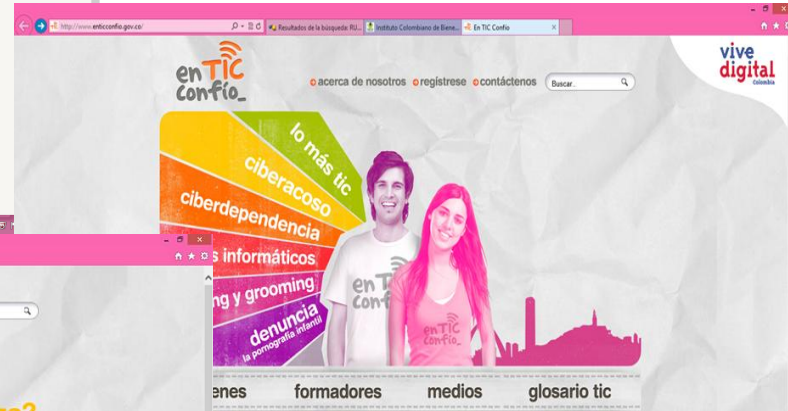 http://www.enticconfio.gov.co/
Resultados de la búsqueda: RU...
Instituto Colombiano de Biene...
En TIC Confío
en TIC
confío_
acerca de nosotros
regístrese
contáctenos
Buscar..
vive
digital
Colombia
lo más tic
ciberacoso
ciberdependencia
s informáticos
ng y grooming
denuncia
la pornografía infantil
en TIC
conf
en TIC
confío_
enes
formadores
medios
glosario tic